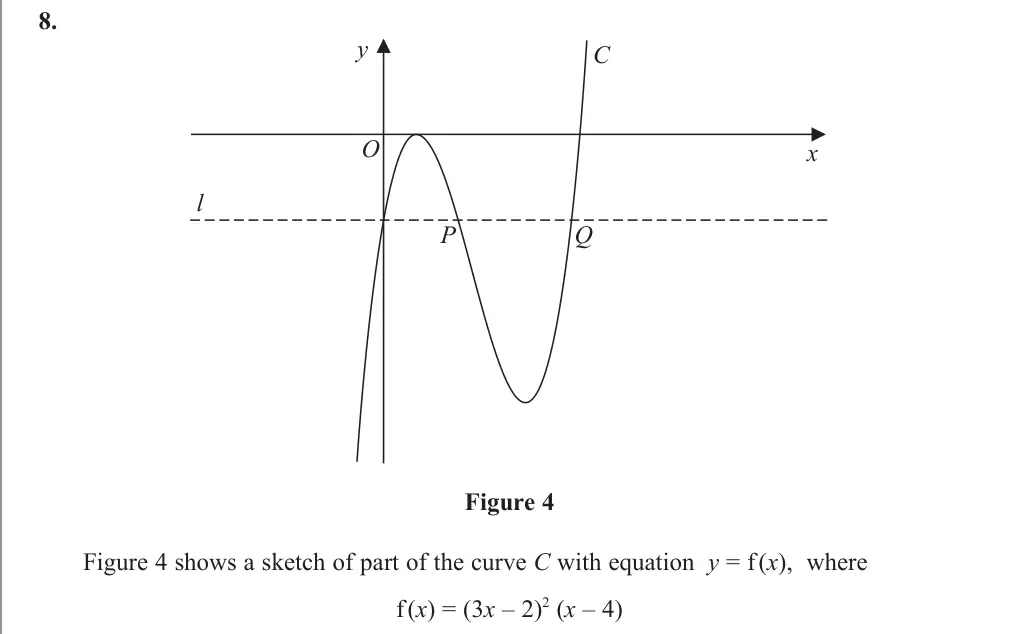 8.
y
C
O
x
l
P
Q
Figure 4
Figure 4 shows a sketch of part of the curve C with equation y = f(x), where
f(x) = (3x – 2)² (x – 4)